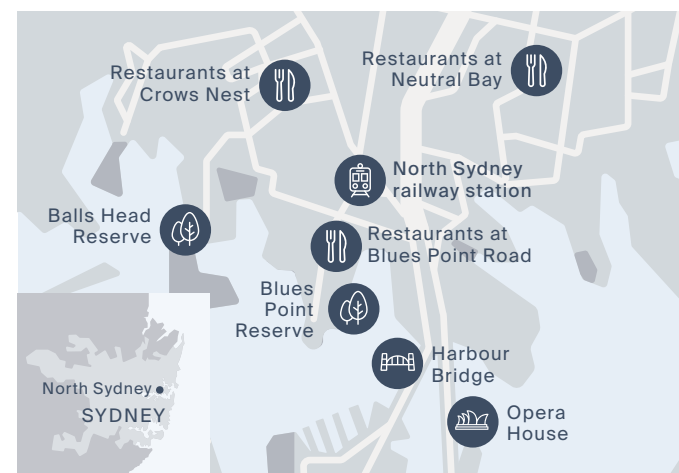 Restaurants at
Crows Nest
Restaurants at
Neutral Bay
North Sydney
railway station
Balls Head
Reserve
Restaurants at
Blues Point Road
Blues
Point
Reserve
Harbour
Bridge
North Sydney
SYDNEY
Opera
House